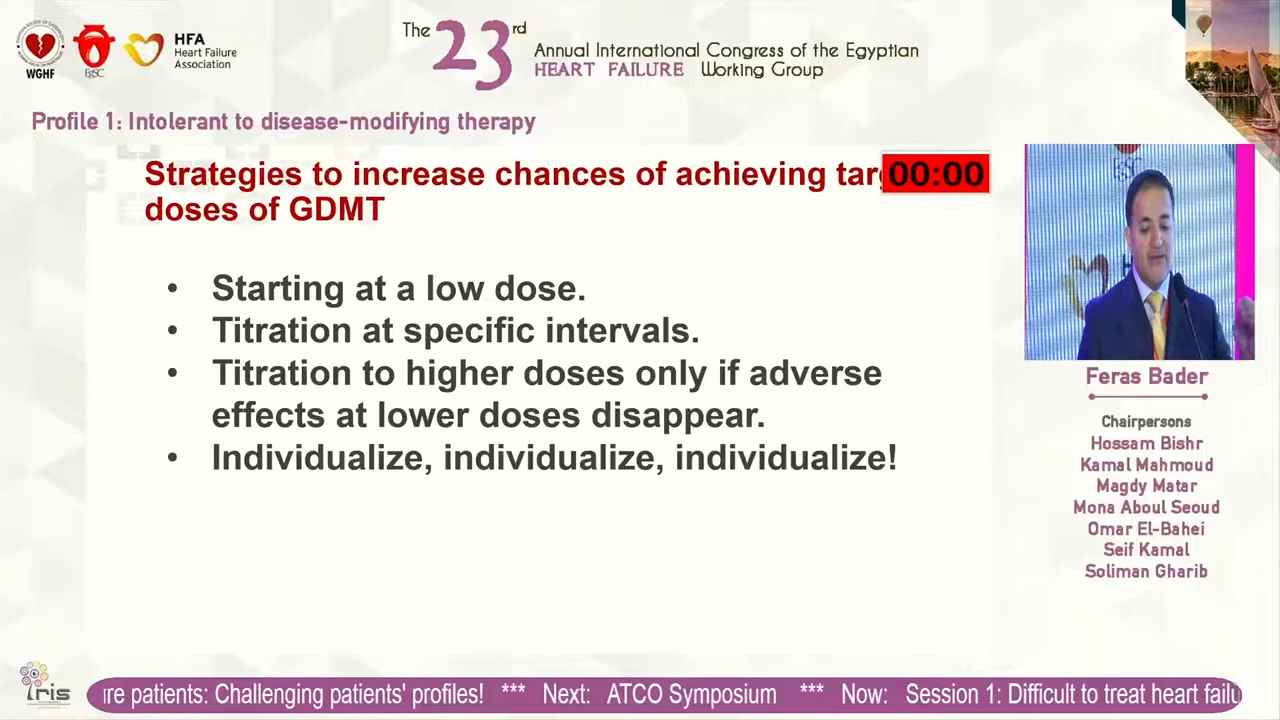 WGHF
EgSC
HFA
Heart Failure
Association
The 23rd
Annual International Congress of the Egyptian
HEART FAILURE Working Group
Profile 1: Intolerant to disease-modifying therapy
Strategies to increase chances of achieving
00:00
doses of GDMT
• Starting at a low dose.
• Titration at specific intervals.
• Titration to higher doses only if adverse
effects at lower doses disappear.
• Individualize, individualize, individualize!
Feras Bader
Chairpersons
Hossam Bishr
Kamal Mahmoud
Magdy Matar
Mona Aboul Seoud
Omar El-Bahei
Seif Kamal
Soliman Gharib
iris
patients: Challenging patients' profiles! *** Next: ATCO Symposium *** Now: Session 1: Difficult to treat heart